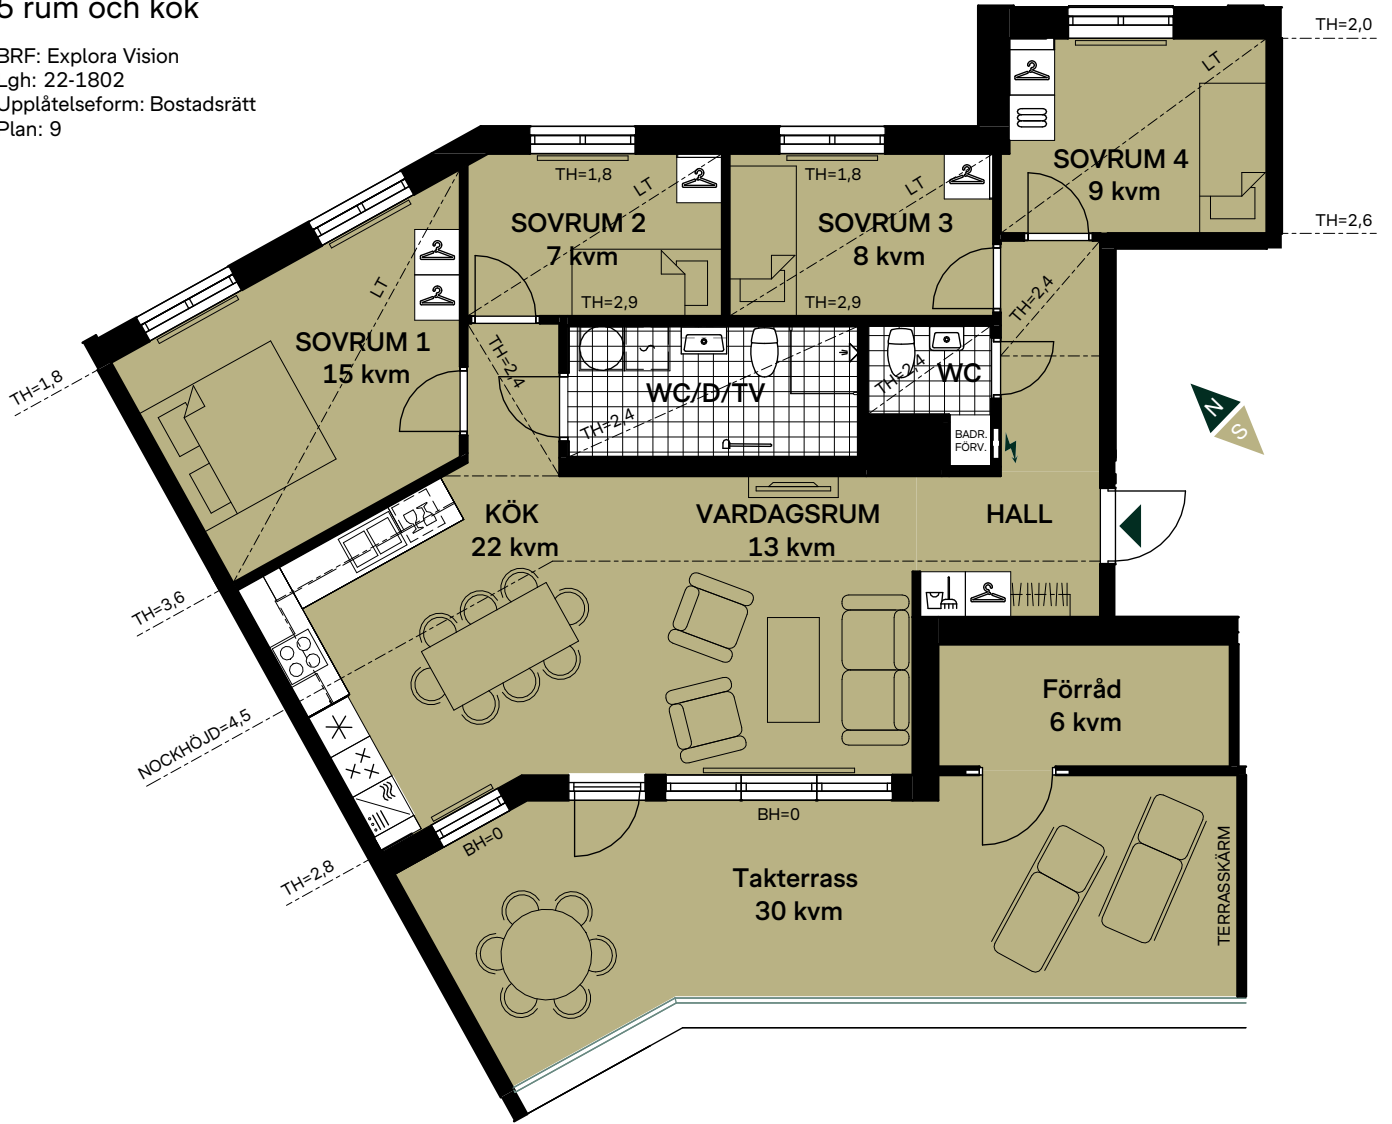 5 rum och kök
BRF: Explora Vision
Lgh: 22-1802
Upplåtelseform: Bostadsrätt
Plan: 9
TH=2,0
LT
SOVRUM 4
9 kvm
TH=2,6
TH=1,8
LT
SOVRUM 2
7 kvm
TH=2,9
TH=1,8
LT
SOVRUM 3
8 kvm
TH=2,9
LT
SOVRUM 1
15 kvm
TH=1,8
TH=2,4
TH=2,4
WC/D/TV
TH=2,4
WC
TH=2,4
BADR.
FÖRV.
N
S
KÖK
22 kvm
VARDAGSRUM
13 kvm
HALL
TH=3,6
NOCKHÖJD=4,5
TH=2,8
Förråd
6 kvm
BH=0
BH=0
Takterrass
30 kvm
TERRASSKÄRM